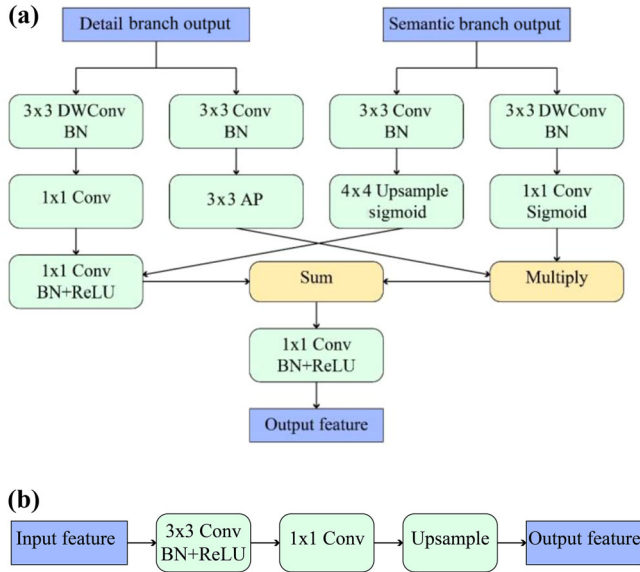 (a)
Detail branch output
Semantic branch output
3x3 DWConv
BN
3x3 Conv
BN
3x3 Conv
BN
3x3 DWConv
BN
1x1 Conv
3x3 AP
4x4 Upsample
sigmoid
1x1 Conv
Sigmoid
1x1 Conv
BN+ReLU
Sum
Multiply
1x1 Conv
BN+ReLU
Output feature
(b)
Input feature
3x3 Conv
BN+ReLU
1x1 Conv
Upsample
Output feature